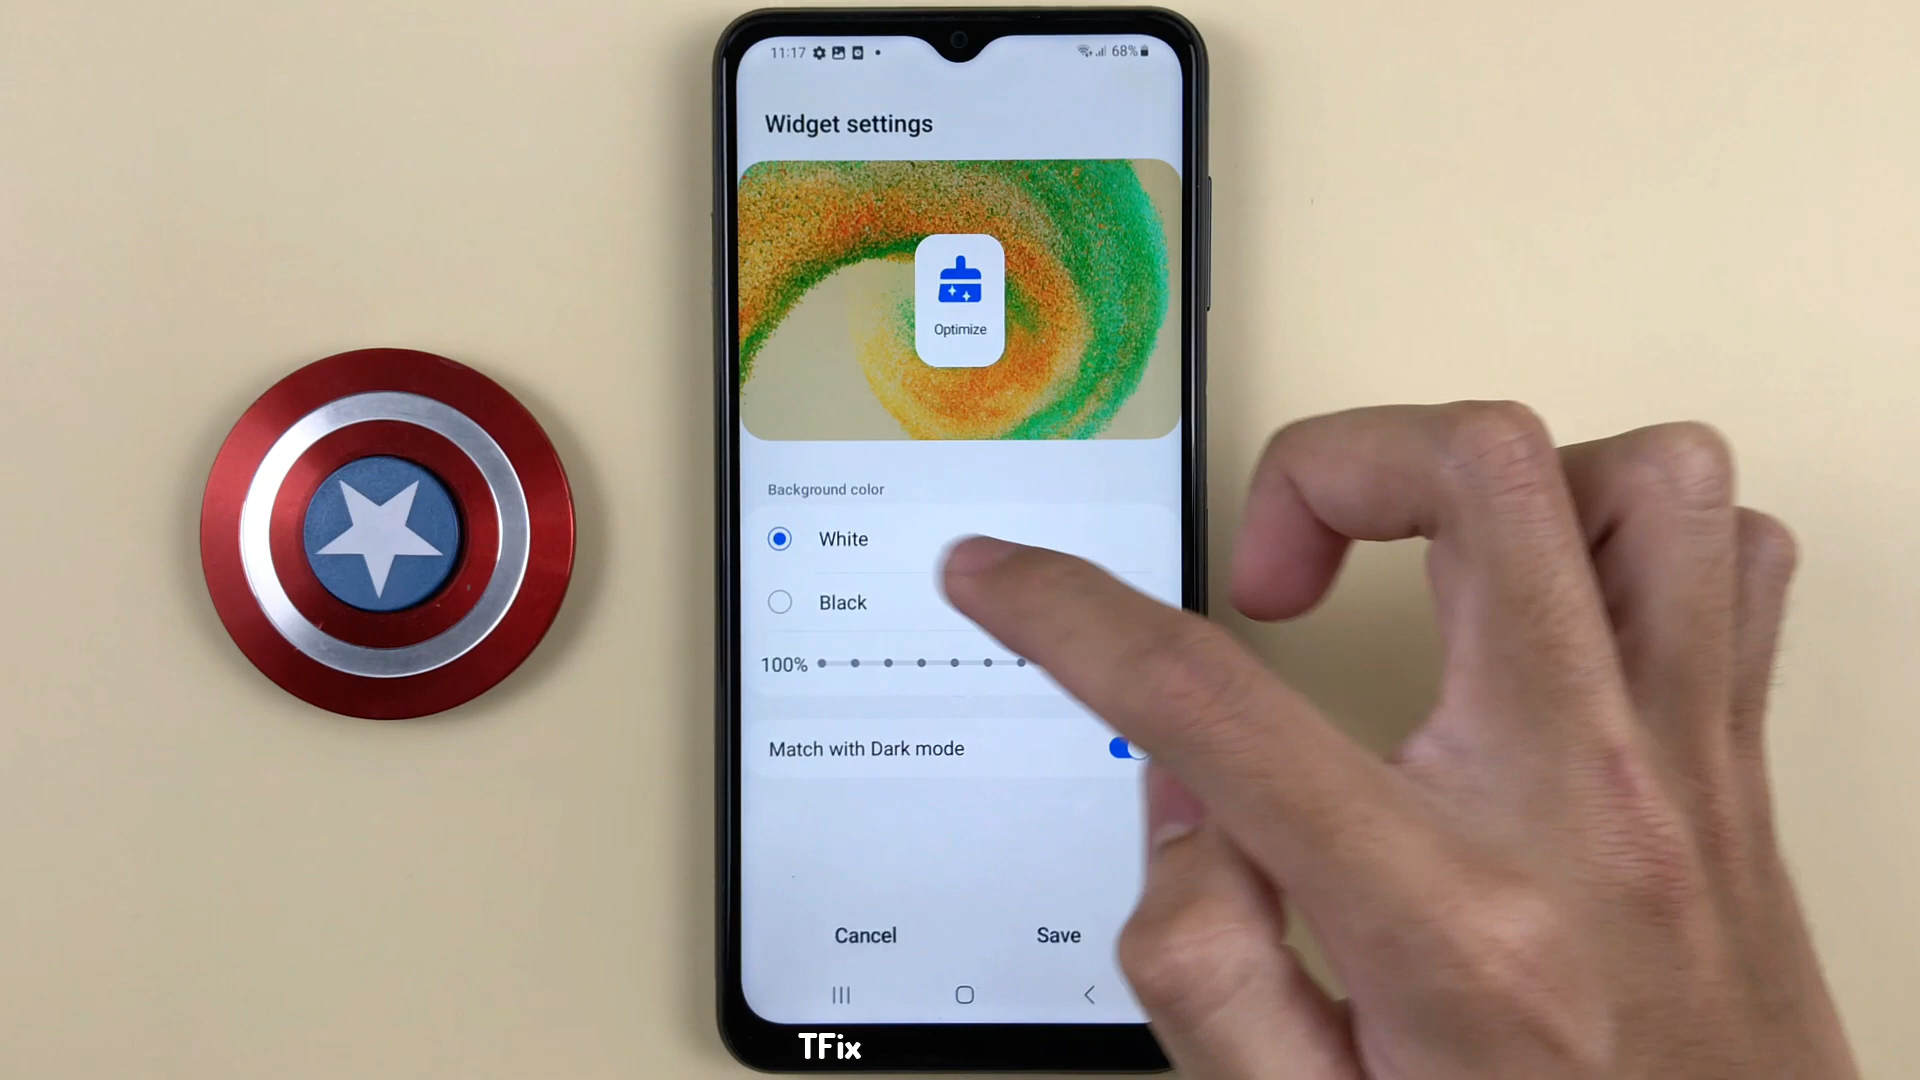 11:17
68%
Widget settings
Optimize
Background color
White
Black
100%
Match with Dark mode
Cancel
Save
TFix